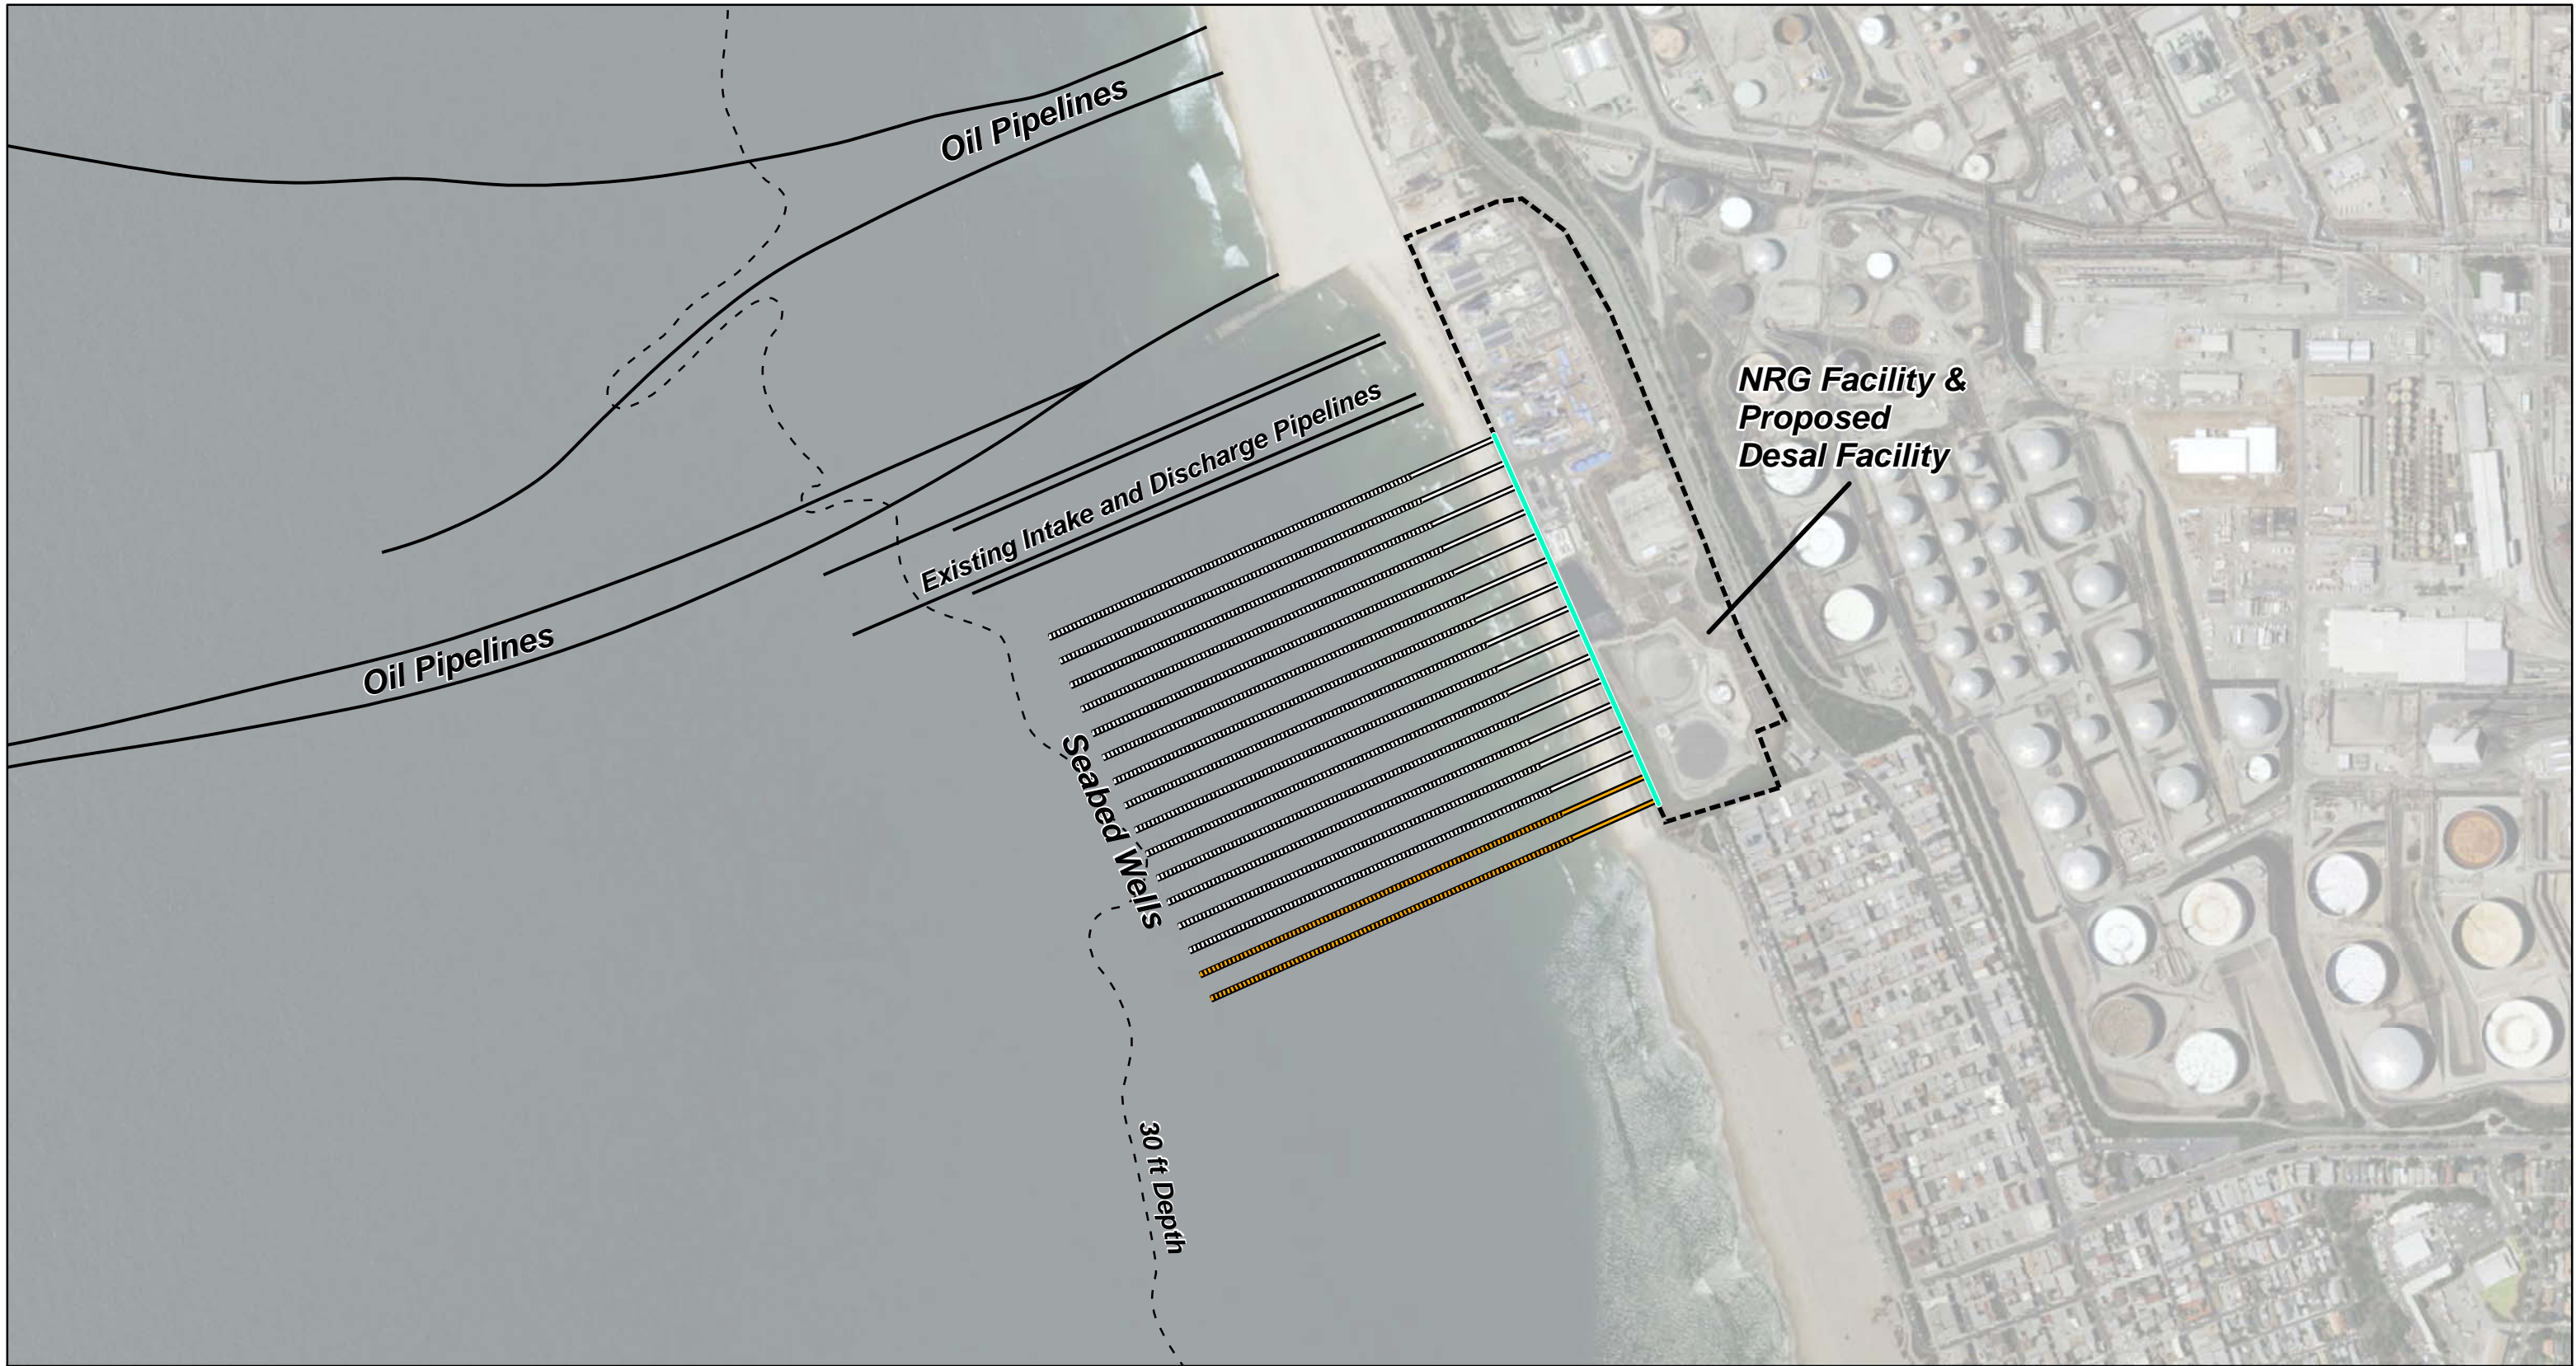 Oil Pipelines
NRG Facility &
Proposed
Desal Facility
Existing Intake and Discharge Pipelines
Oil Pipelines
Seabed Wells
30 ft Depth